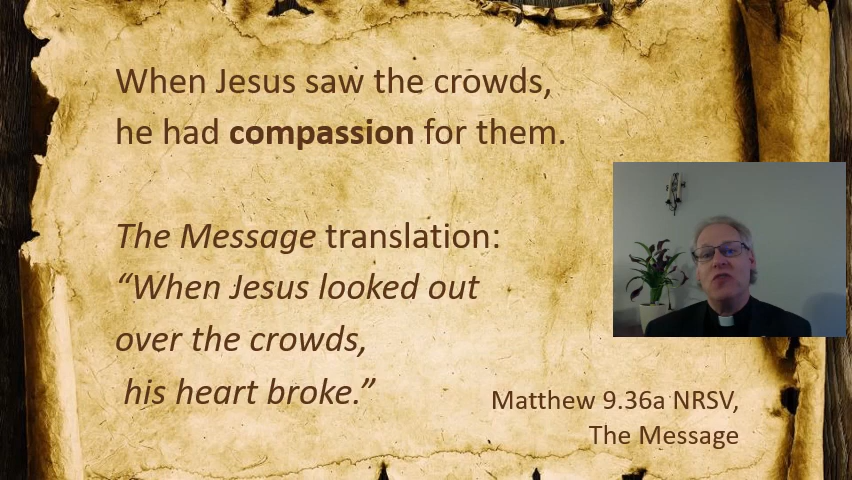 When Jesus saw the crowds,
he had compassion for them.
The Message translation:
“When Jesus looked out
over the crowds,
his heart broke.”
Matthew 9.36a NRSV,
The Message